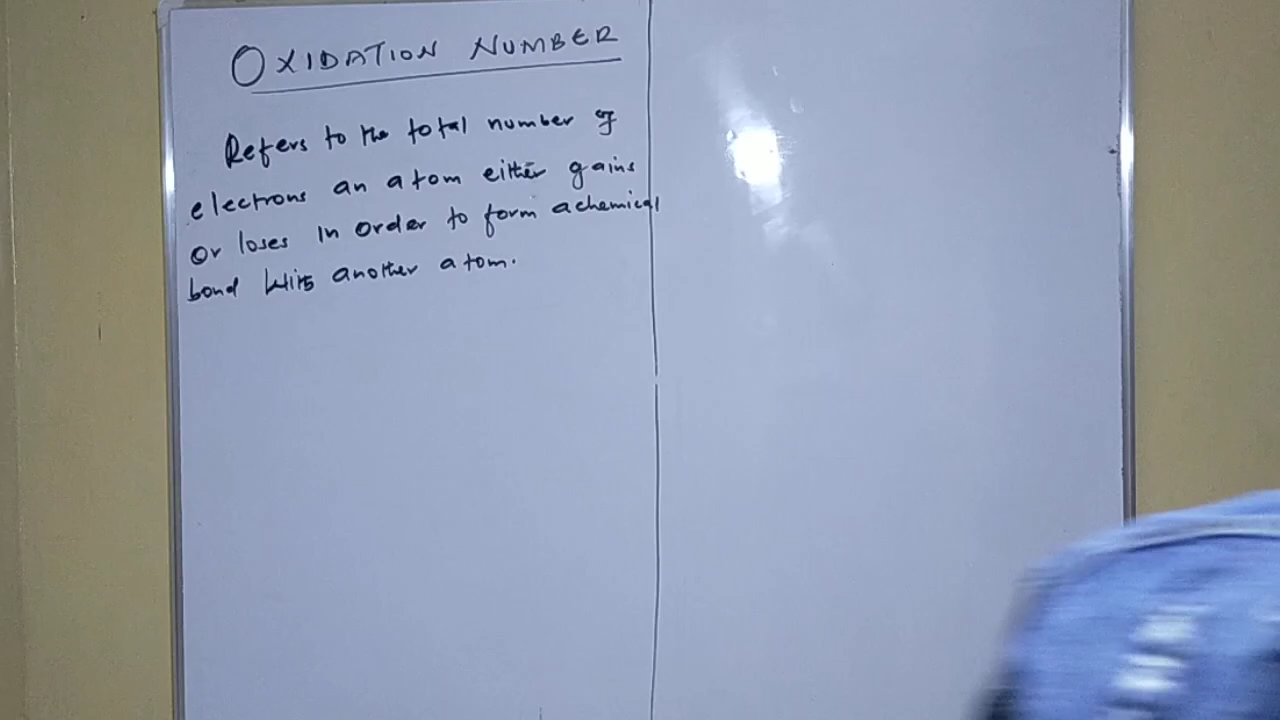 OXIDATION NUMBER
Refers to the total number of
electrons an atom either gains
or loses in order to form a chemical
bond with another atom.